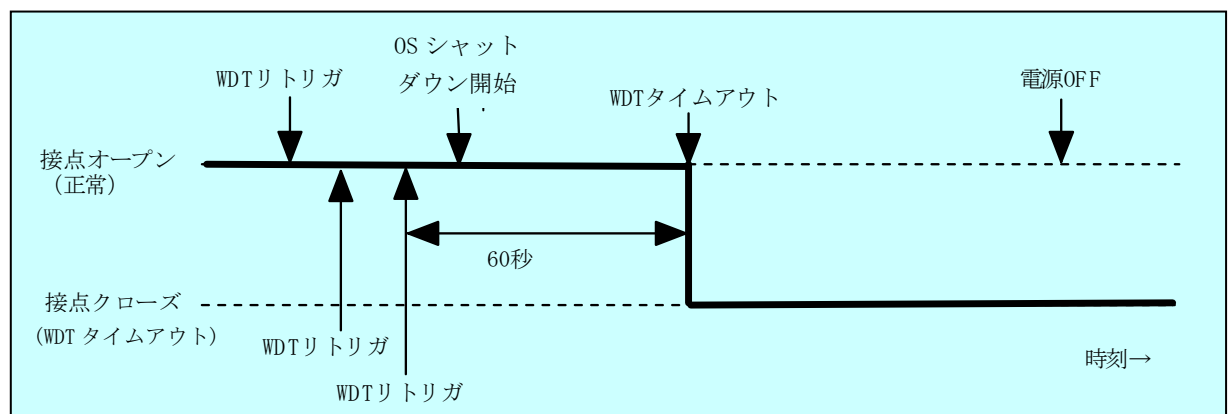 OS シャット
ダウン開始
WDTリトリガ
WDTタイムアウト
電源OFF
接点オープン
(正常)
60秒
接点クローズ
(WDT タイムアウト)
WDTリトリガ
WDTリトリガ
時刻→